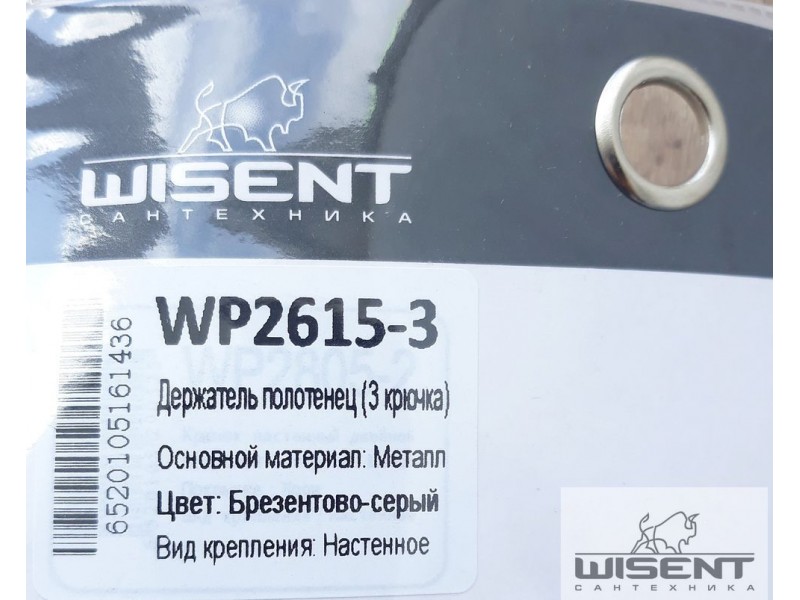 WISENT
САНТЕХНИКА
WP2615-3
Держатель полотенец (3 крючка)
Основной материал: Металл
Цвет: Брезентово-серый
Вид крепления: Настенное
6520105161436
WISENT
САНТЕХНИКА